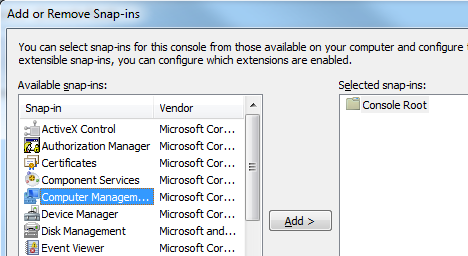 Add or Remove Snap-ins
You can select snap-ins for this console from those available on your computer and configure
extensible snap-ins, you can configure which extensions are enabled.
Available snap-ins:
Selected snap-ins:
Snap-in Vendor
Console Root
ActiveX Control Microsoft Cor...
Authorization Manager Microsoft Cor...
Certificates Microsoft Cor...
Component Services Microsoft Cor...
Computer Managem... Microsoft Cor...
Device Manager Microsoft Cor...
Add >
Disk Management Microsoft and...
Event Viewer Microsoft Cor...